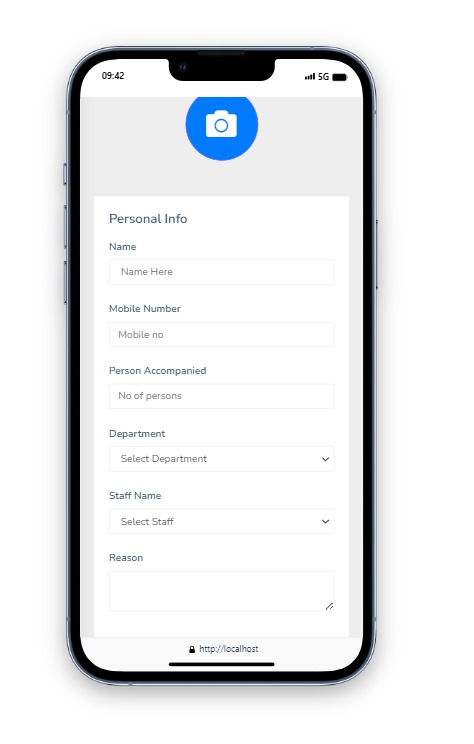 09:42
5G
Personal Info
Name
Name Here
Mobile Number
Mobile no
Person Accompanied
No of persons
Department
Select Department
Staff Name
Select Staff
Reason
http://localhost